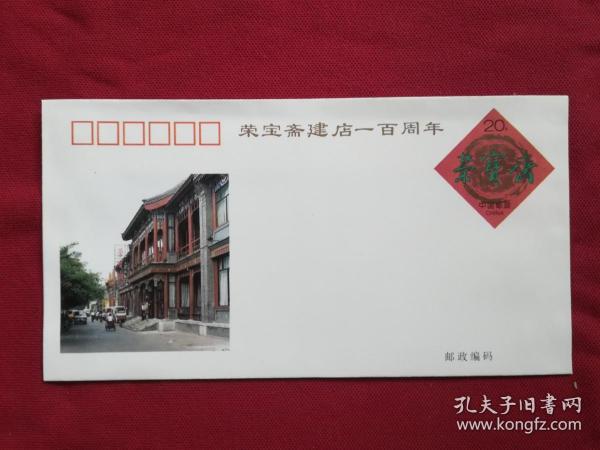 荣宝斋建店一百周年
20分
荣宝斋
中国邮政
CHINA
邮政编码
孔夫子旧书网
www.kongfz.com